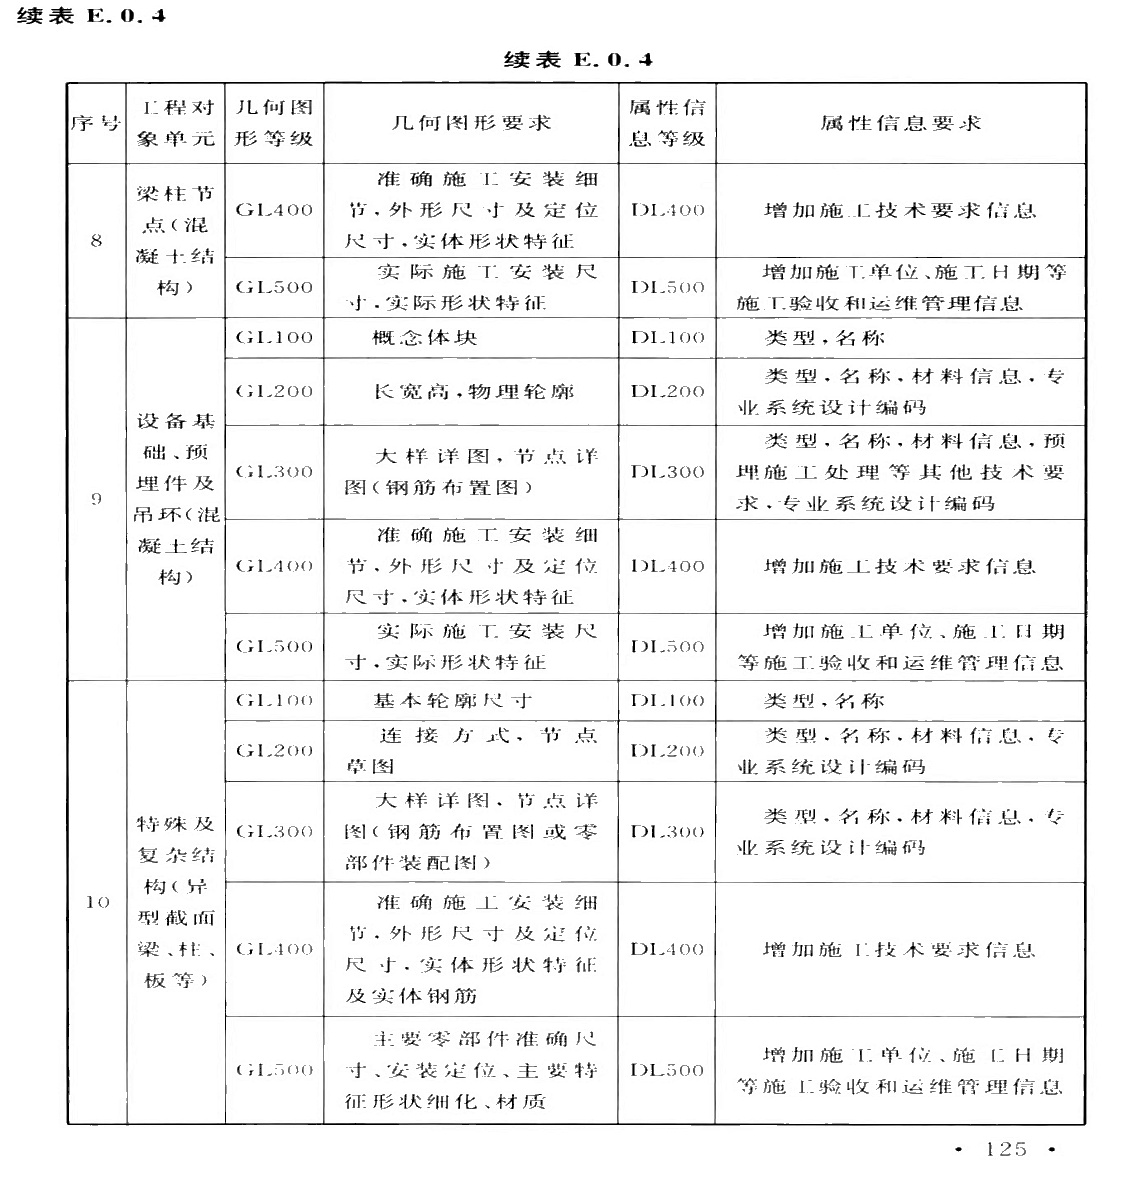 续表 E.0.4
续表 E.0.4
序号
工程对
象单元
几何图
形等级
几何图形要求
属性信
息等级
属性信息要求
8
梁柱节
点(混
凝土结
构)
GL400
准确施工安装细
节,外形尺寸及定位
尺寸,实体形状特征
DL400
增加施工技术要求信息
GL500
实际施工安装尺
寸,实际形状特征
DL500
增加施工单位、施工日期等
施工验收和运维管理信息
9
设备基
础、预
埋件及
吊环(混
凝土结
构)
GL100
概念体块
DL100
类型,名称
GL200
长宽高,物理轮廓
DL200
类型,名称,材料信息,专
业系统设计编码
GL300
大样详图,节点详
图(钢筋布置图)
DL300
类型,名称,材料信息,预
埋施工处理等其他技术要
求,专业系统设计编码
GL400
准确施工安装细
节,外形尺寸及定位
尺寸,实体形状特征
DL400
增加施工技术要求信息
GL500
实际施工安装尺
寸,实际形状特征
DL500
增加施工单位、施工日期
等施工验收和运维管理信息
10
特殊及
复杂结
构(异
型截面
梁、柱、
板等)
GL100
基本轮廓尺寸
DL100
类型,名称
GL200
连接方式,节点
草图
DL200
类型,名称,材料信息,专
业系统设计编码
GL300
大样详图,节点详
图(钢筋布置图或零
部件装配图)
DL300
类型,名称,材料信息,专
业系统设计编码
GL400
准确施工安装细
节,外形尺寸及定位
尺寸,实体形状特征
及实体钢筋
DL400
增加施工技术要求信息
GL500
主要零部件准确尺
寸、安装定位、主要特
征形状细化、材质
DL500
增加施工单位、施工日期
等施工验收和运维管理信息
· 125 ·